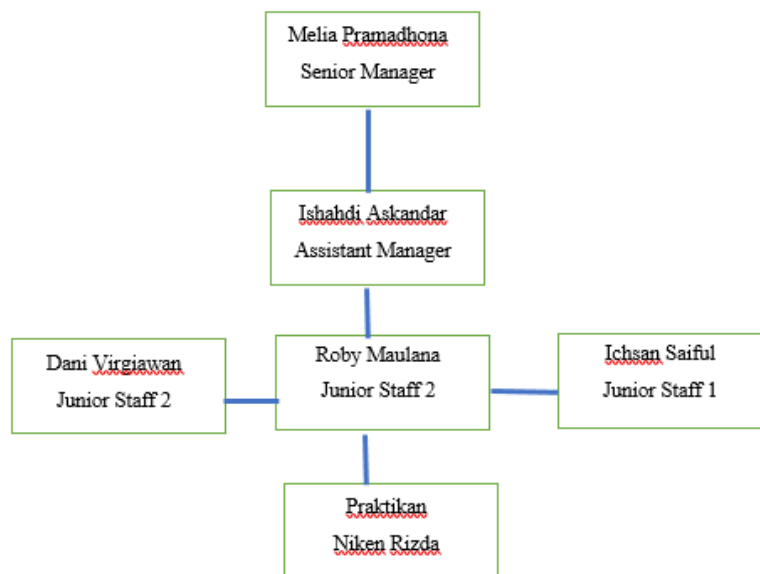 Melia Pramadhona
Senior Manager
Ishahdi Askandar
Assistant Manager
Dani Virgiawan
Junior Staff 2
Roby Maulana
Junior Staff 2
Ichsan Saiful
Junior Staff 1
Praktikan
Niken Rizda